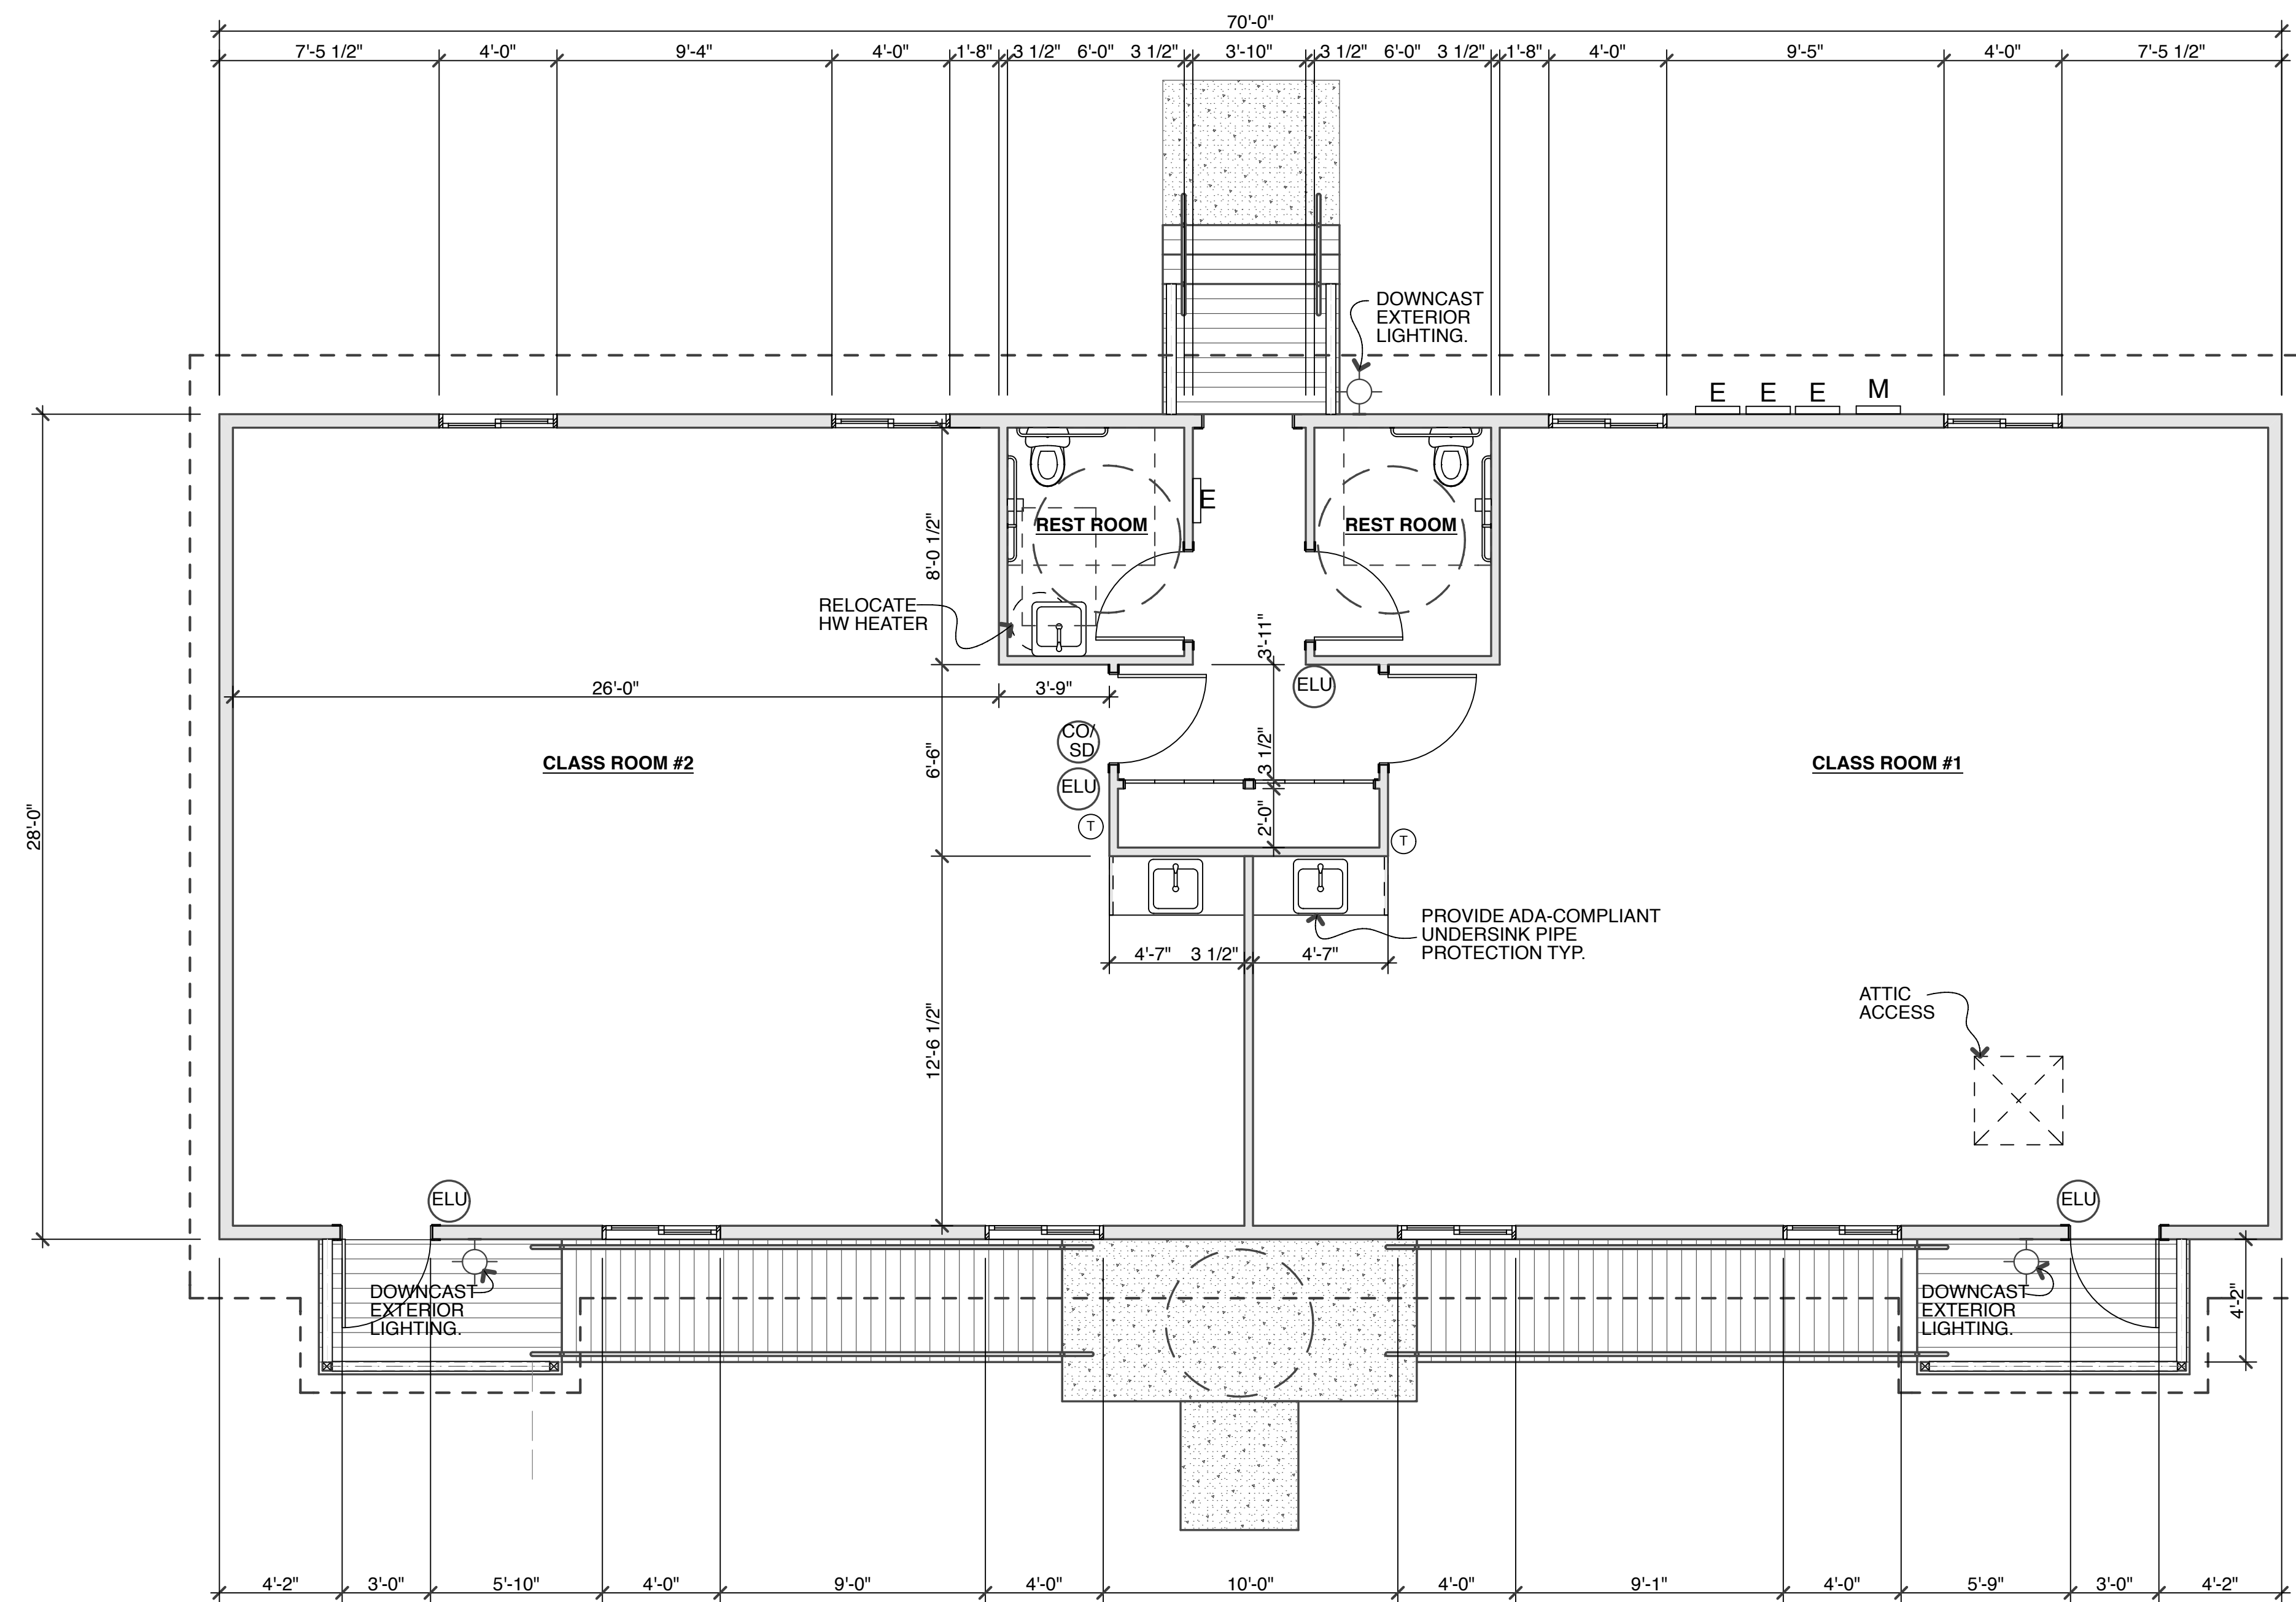 70'-0"
7'-5 1/2"
4'-0"
9'-4"
4'-0"
1'-8"
3 1/2"
6'-0"
3 1/2"
3'-10"
3 1/2"
6'-0"
3 1/2"
1'-8"
4'-0"
9'-5"
4'-0"
7'-5 1/2"
DOWNCAST
EXTERIOR
LIGHTING.
E
E
E
M
E
REST ROOM
REST ROOM
8'-0 1/2"
RELOCATE
HW HEATER
3'-11"
26'-0"
3'-9"
ELU
CO/
SD
ELU
T
T
6'-6"
3 1/2"
2'-0"
CLASS ROOM #2
CLASS ROOM #1
28'-0"
4'-7"
3 1/2"
4'-7"
PROVIDE ADA-COMPLIANT
UNDERSINK PIPE
PROTECTION TYP.
12'-6 1/2"
ATTIC
ACCESS
ELU
ELU
DOWNCAST
EXTERIOR
LIGHTING.
DOWNCAST
EXTERIOR
LIGHTING.
4'-2"
4'-2"
3'-0"
5'-10"
4'-0"
9'-0"
4'-0"
10'-0"
4'-0"
9'-1"
4'-0"
5'-9"
3'-0"
4'-2"